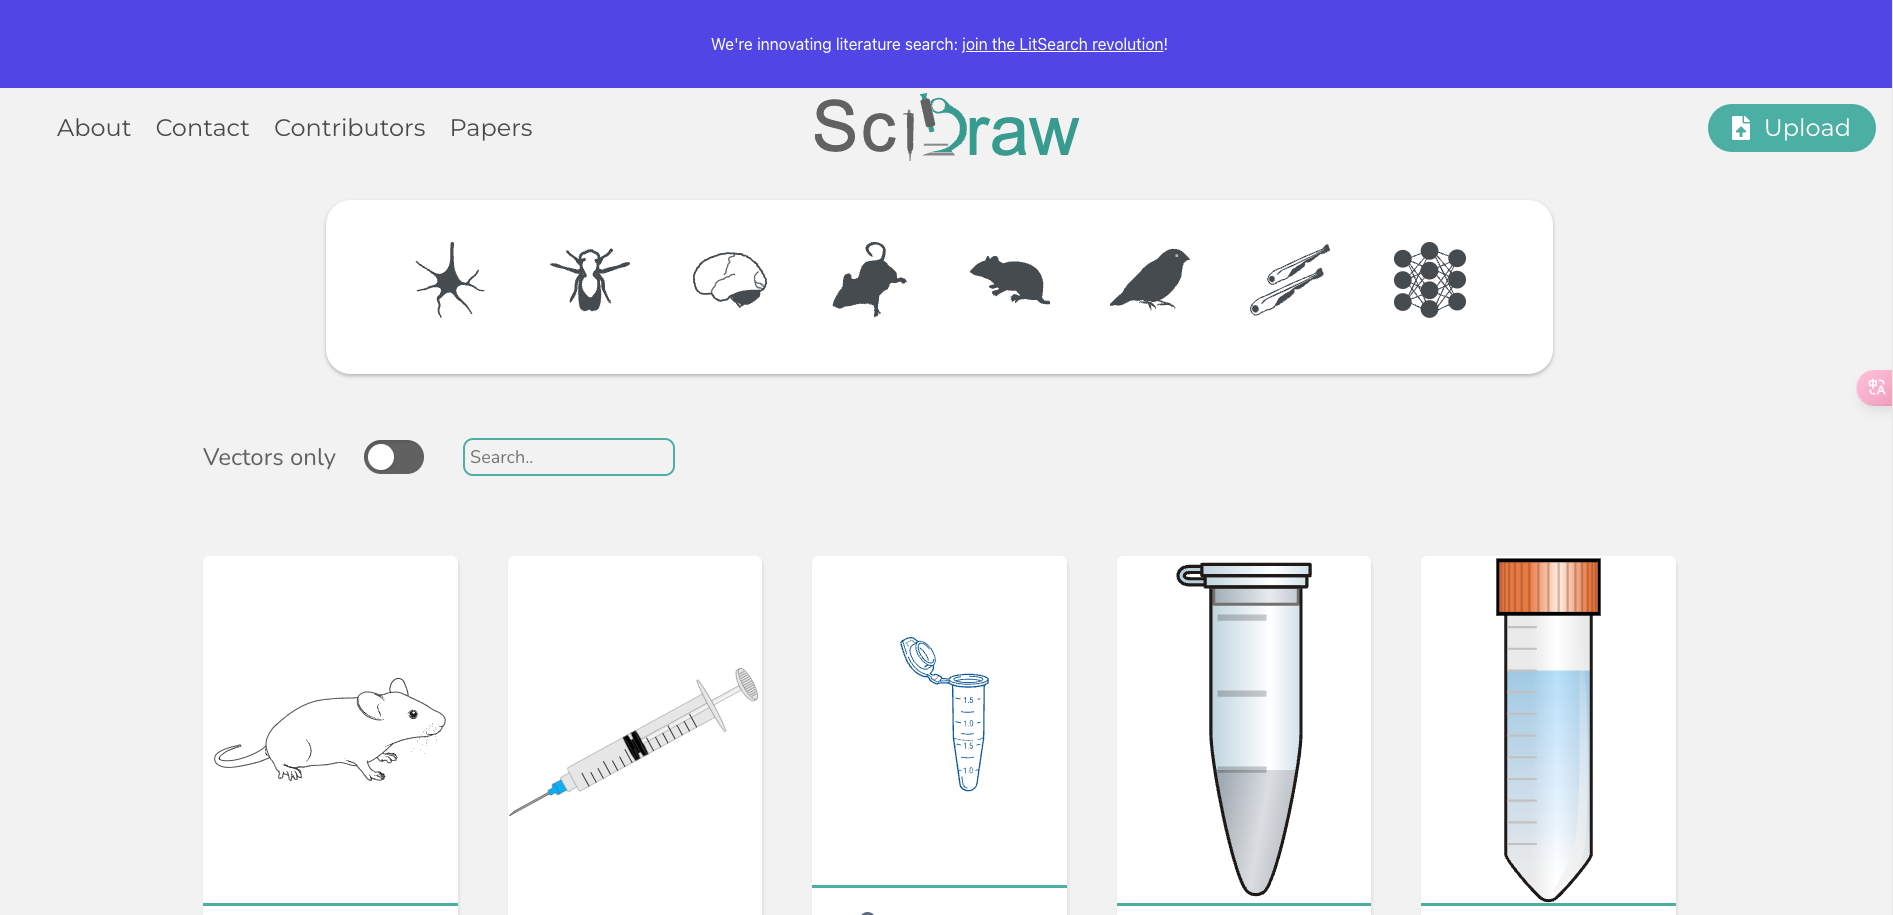 We're innovating literature search: join the LitSearch revolution!
About Contact Contributors Papers
SciDraw
Upload
Vectors only
Search..
1.5
1.0
1.5
1.0